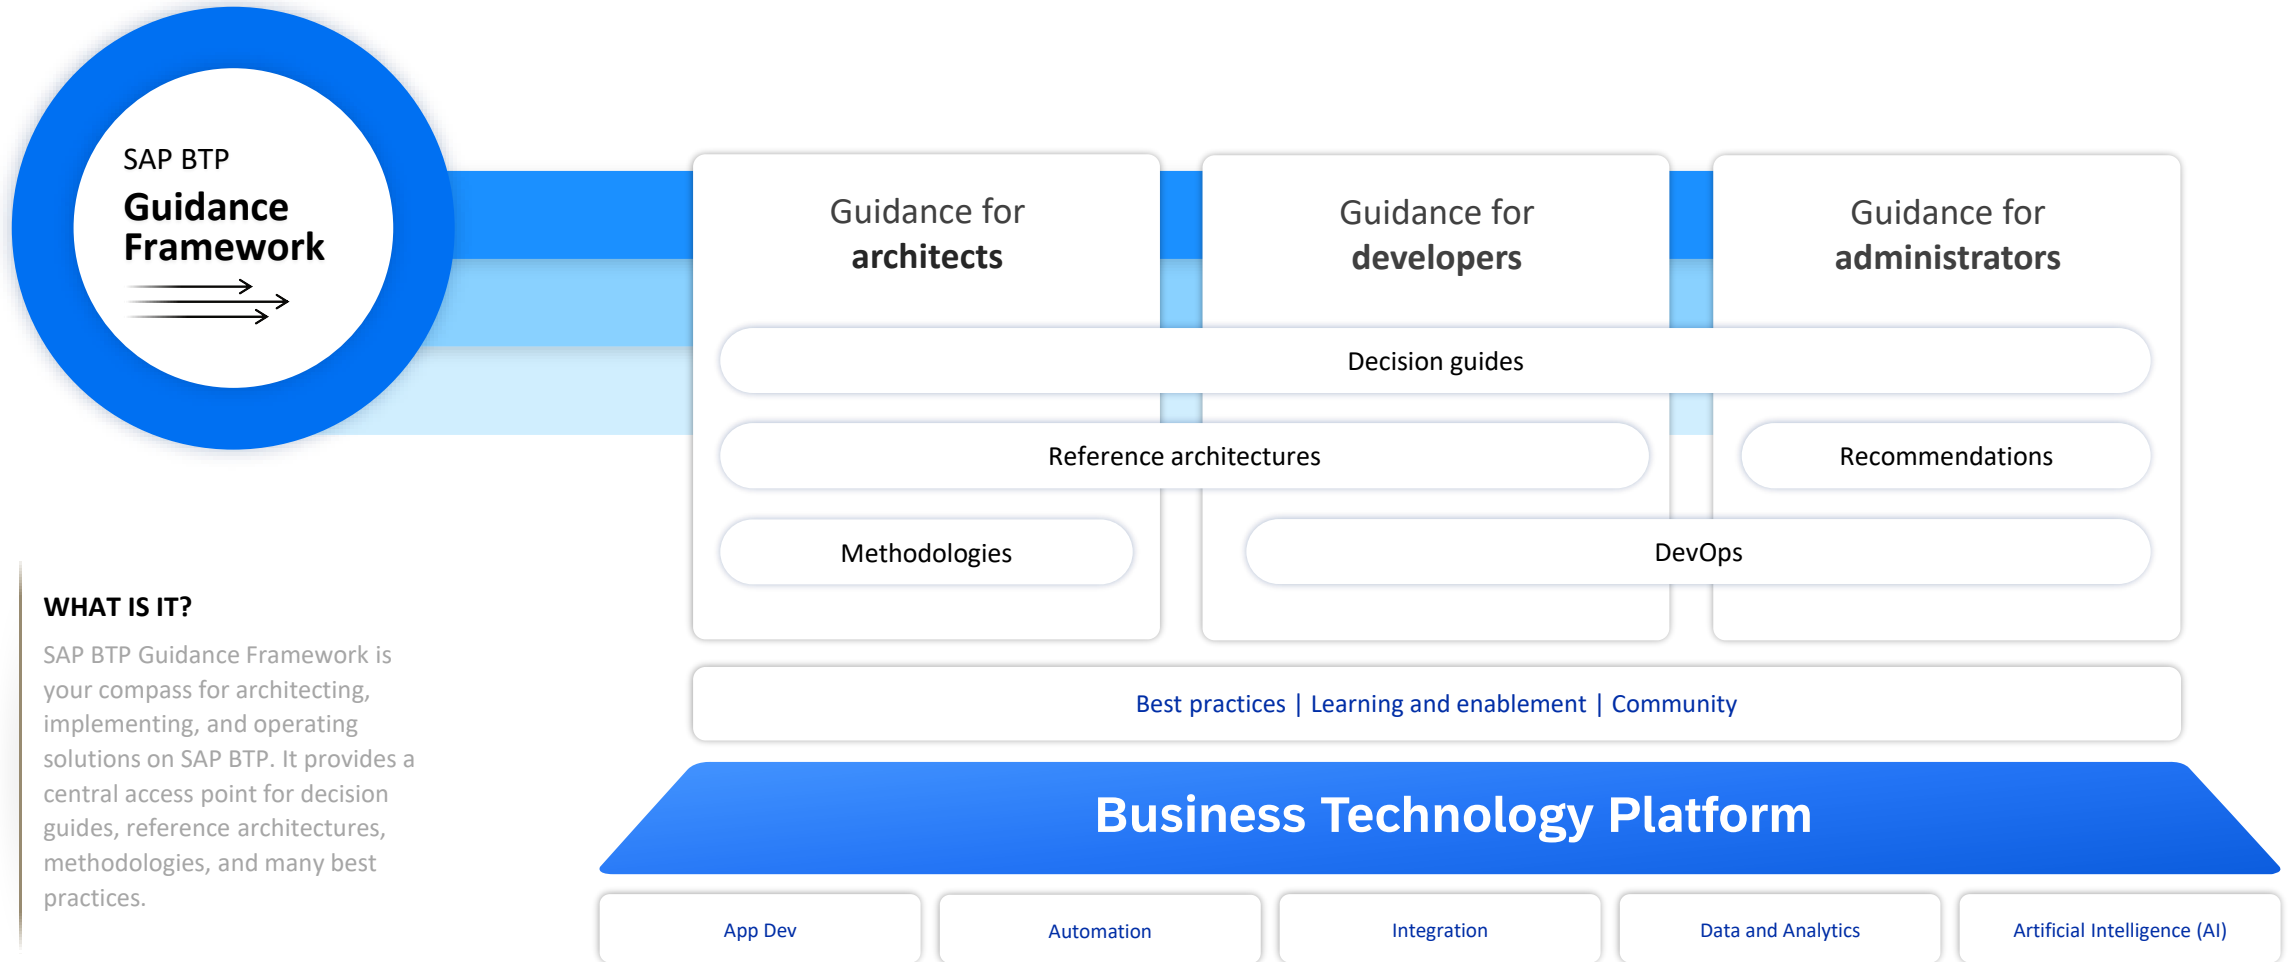 SAP BTP
Guidance
Framework
Guidance for
architects
Guidance for
developers
Guidance for
administrators
Decision guides
Reference architectures
Recommendations
Methodologies
DevOps
WHAT IS IT?
SAP BTP Guidance Framework is
your compass for architecting,
implementing, and operating
solutions on SAP BTP. It provides a
central access point for decision
guides, reference architectures,
methodologies, and many best
practices.
Best practices | Learning and enablement | Community
Business Technology Platform
App Dev
Automation
Integration
Data and Analytics
Artificial Intelligence (AI)